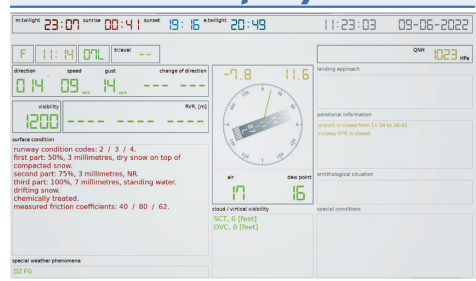 m.twilight 23:07 sunrise 00:41 sunset 19:16 e.twilight 20:49 11:23:03 09-06-2022
F 11:14 07L tr.level -- QNH 1023 HPa
direction speed gust change of direction
014 09 14 --- ---
visibility RVR, [m]
1200 ---- ---- ---- ----
surface condition
runway condition codes: 2 / 3 / 4.
first part: 50%, 3 millimetres, dry snow on top of
compacted snow.
second part: 75%, 3 millimetres, NR.
third part: 100%, 7 millimetres, standing water.
drifting snow.
chemically treated.
measured friction coefficients: 40 / 80 / 62.
special weather phenomena
DZ FG
-7.8 11.6
air dew point
17 16
cloud / virtual visibility
SCT, 0 [feet]
OVC, 0 [feet]
landing approach
peretional information
airport is closed from 11:34 to 16:42
runway 07R is closed
ornithological situation
special conditions